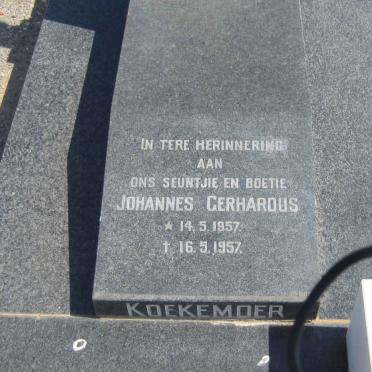 IN TERE HERINNERING
AAN
ONS SEUNTJIE EN BOETIE
JOHANNES GERHARDUS
★ 14.5.1957.
† 16.5.1957.
KOEKEMOER